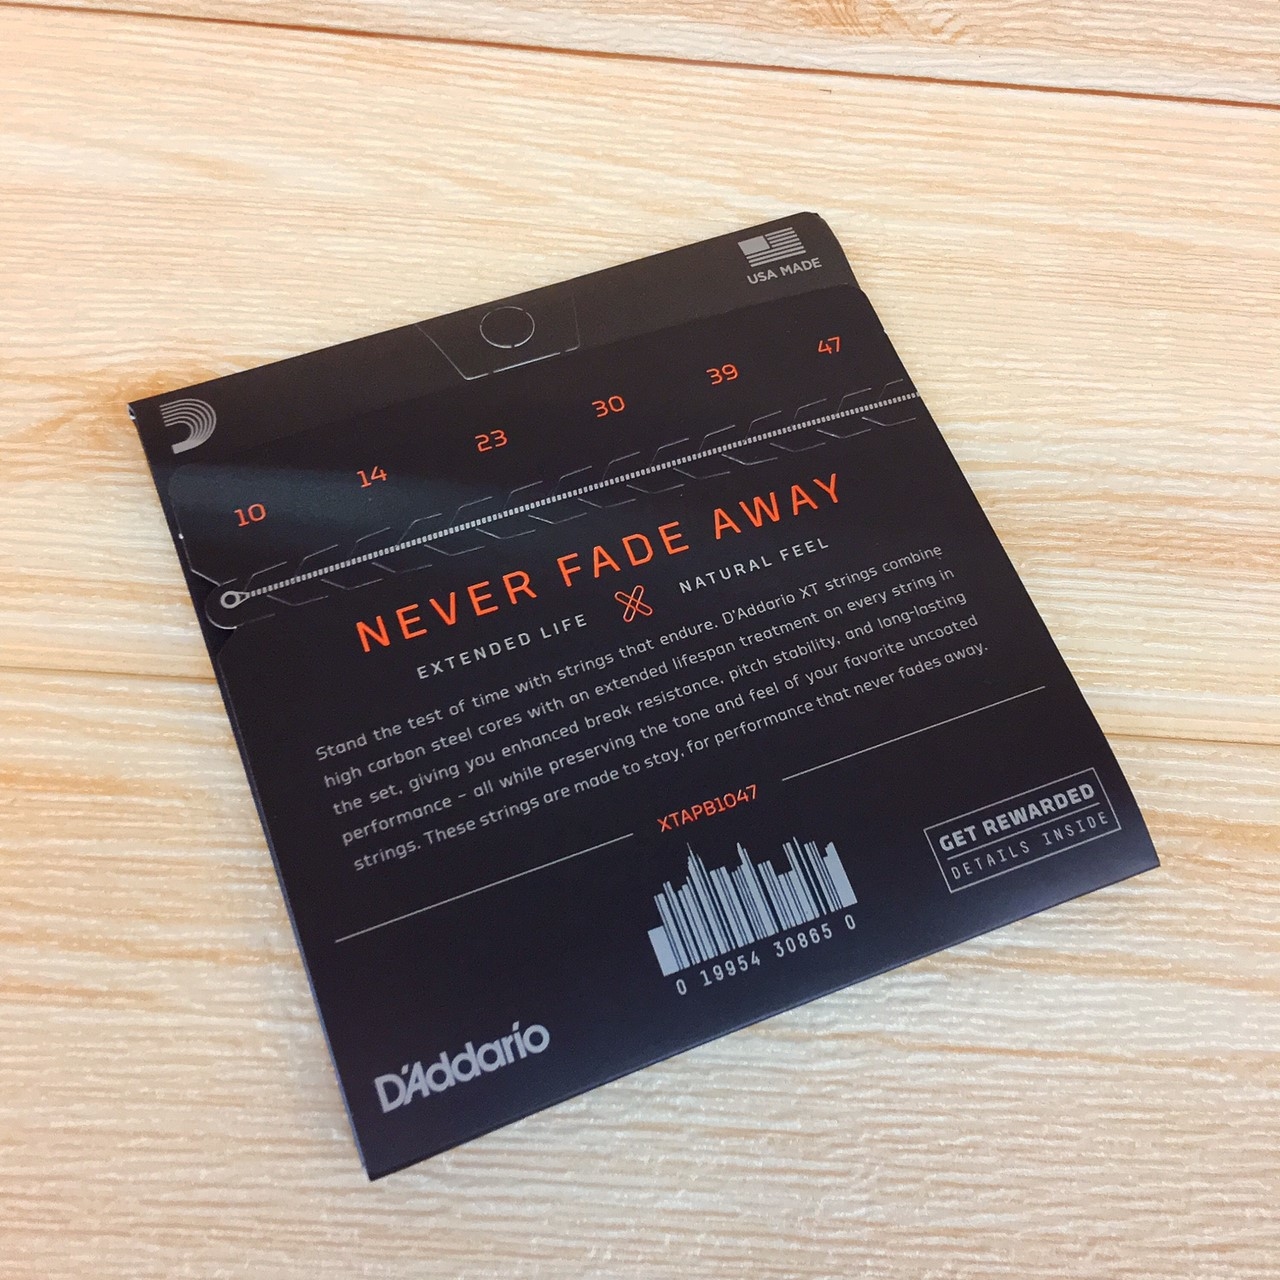 USA MADE
10 14 23 30 39 47
NEVER FADE AWAY
EXTENDED LIFE NATURAL FEEL
Stand the test of time with strings that endure. D'Addario XT strings combine
high carbon steel cores with an extended lifespan treatment on every string in
the set, giving you enhanced break resistance, pitch stability, and long-lasting
performance – all while preserving the tone and feel of your favorite uncoated
strings. These strings are made to stay, for performance that never fades away.
XTAPB1047
GET REWARDED
DETAILS INSIDE
0 19954 30865 0
D'Addario